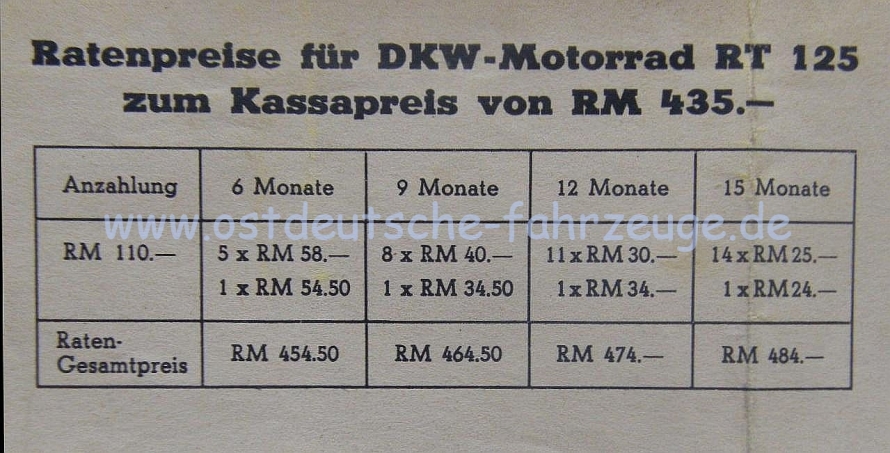 Ratenpreise für DKW-Motorrad RT 125
zum Kassapreis von RM 435.—
Anzahlung 6 Monate 9 Monate 12 Monate 15 Monate
www.ostdeutsche-fahrzeuge.de
RM 110.— 5 x RM 58.— 8 x RM 40.— 11 x RM 30.— 14 x RM 25.—
1 x RM 54.50 1 x RM 34.50 1 x RM 34.— 1 x RM 24.—
Raten-
Gesamtpreis RM 454.50 RM 464.50 RM 474.— RM 484.—